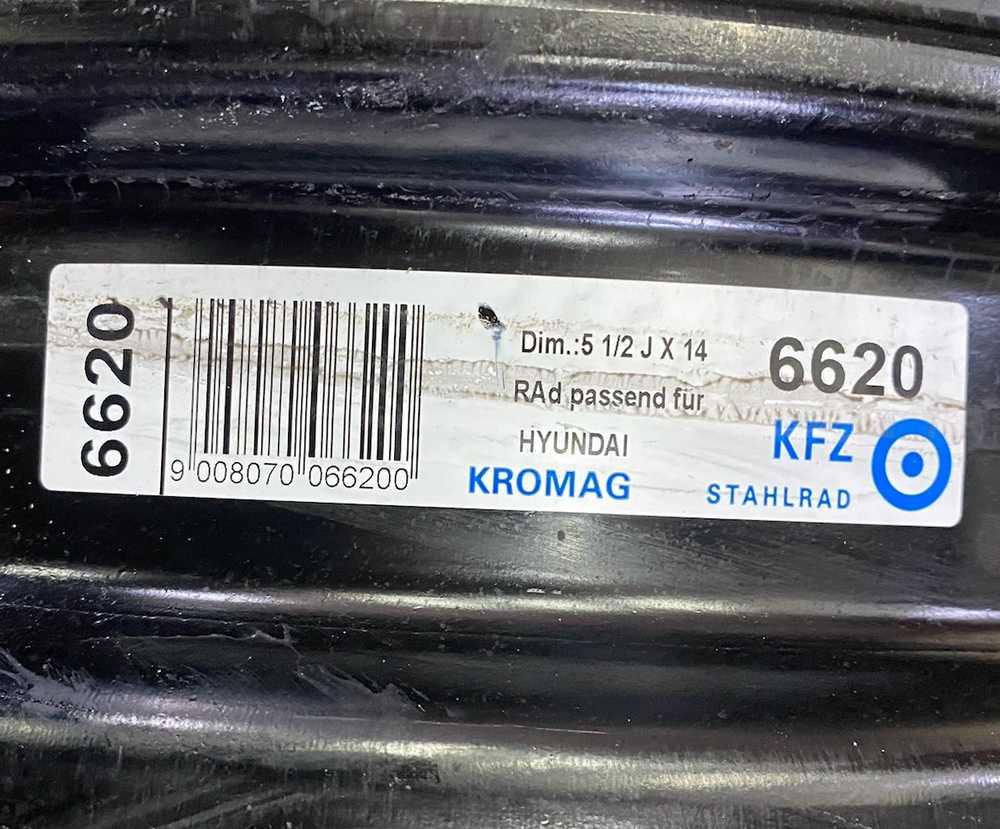 6620
9 008070 066200
Dim.:5 1/2 J X 14
RAd passend für
HYUNDAI
KROMAG
6620
KFZ
STAHLRAD